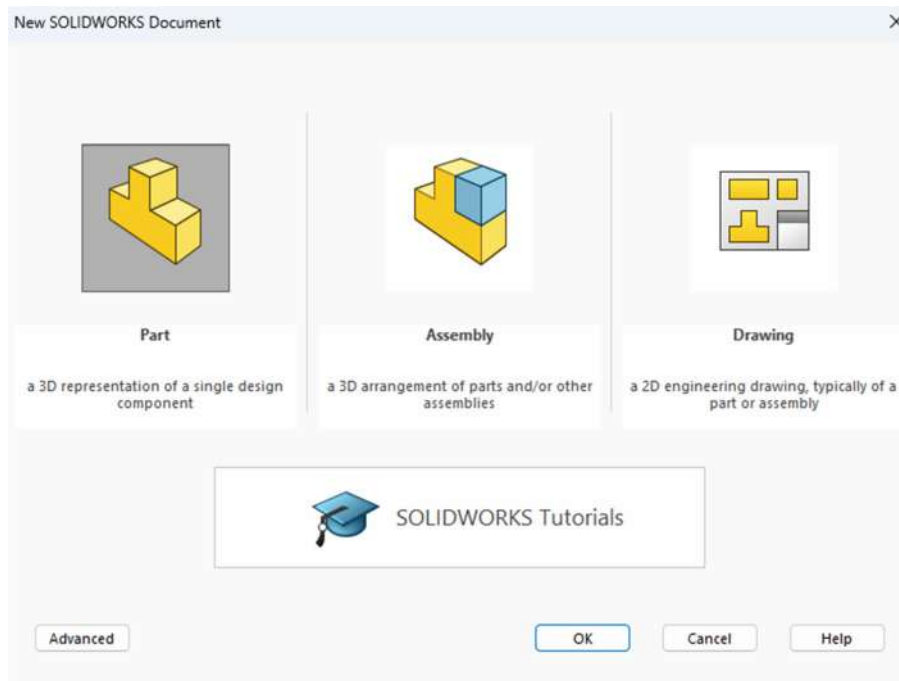 New SOLIDWORKS Document
Part
a 3D representation of a single design
component
Assembly
a 3D arrangement of parts and/or other
assemblies
Drawing
a 2D engineering drawing, typically of a
part or assembly
SOLIDWORKS Tutorials
Advanced
OK
Cancel
Help